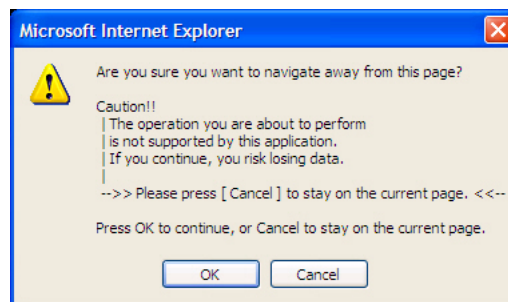 Microsoft Internet Explorer
Are you sure you want to navigate away from this page?
Caution!!
| The operation you are about to perform
| is not supported by this application.
| If you continue, you risk losing data.
|
-->> Please press [ Cancel ] to stay on the current page. <<--
Press OK to continue, or Cancel to stay on the current page.
OK
Cancel